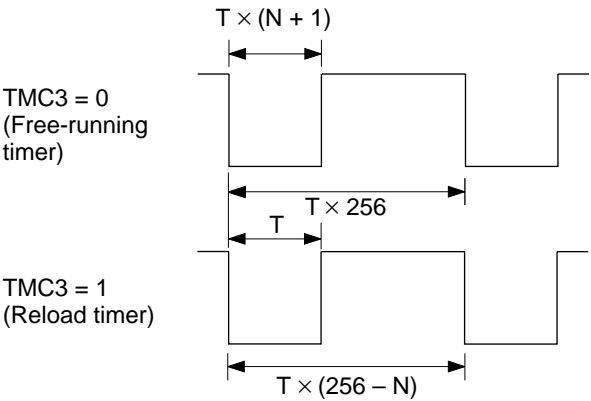 T × (N + 1)
TMC3 = 0
(Free-running
timer)
T × 256
T
TMC3 = 1
(Reload timer)
T × (256 – N)